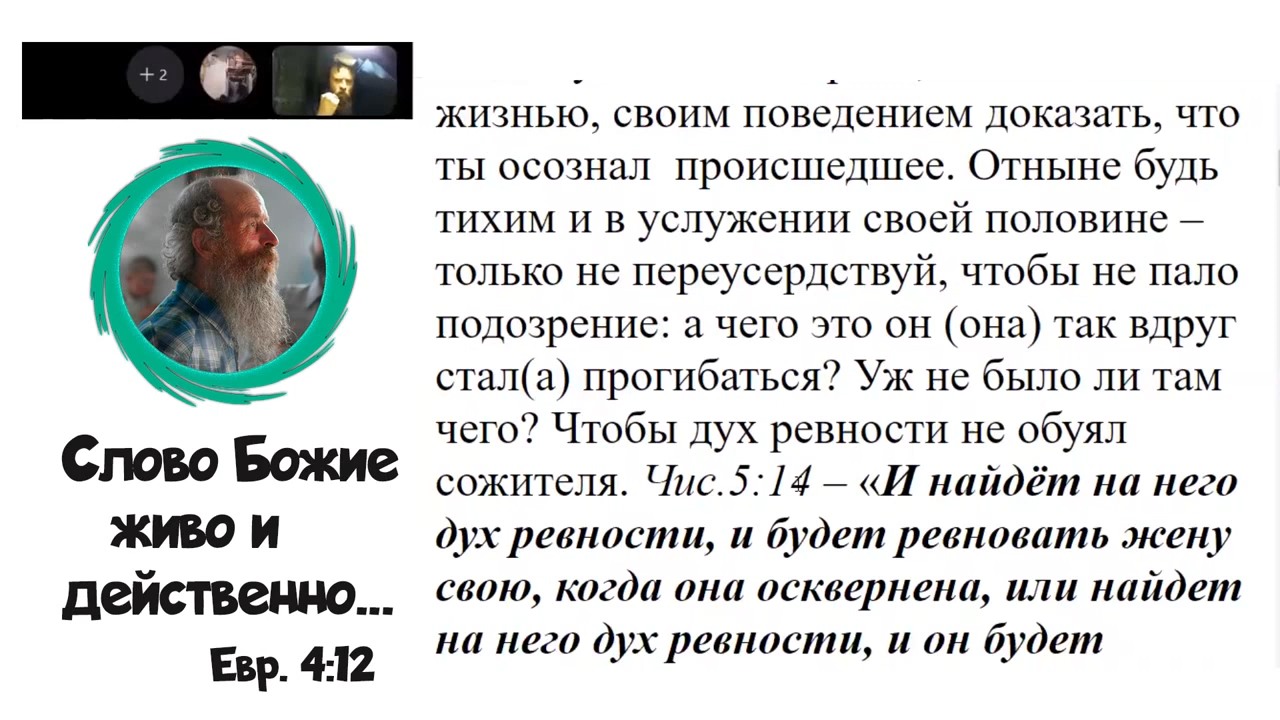 + 2
жизнью, своим поведением доказать, что
ты осознал происшедшее. Отныне будь
тихим и в услужении своей половине –
только не переусердствуй, чтобы не пало
подозрение: а чего это он (она) так вдруг
стал(а) прогибаться? Уж не было ли там
чего? Чтобы дух ревности не обуял
сожителя. Чис.5:14 – «И найдёт на него
дух ревности, и будет ревновать жену
свою, когда она осквернена, или найдет
на него дух ревности, и он будет
Слово Божие
живо и
действенно...
Евр. 4:12